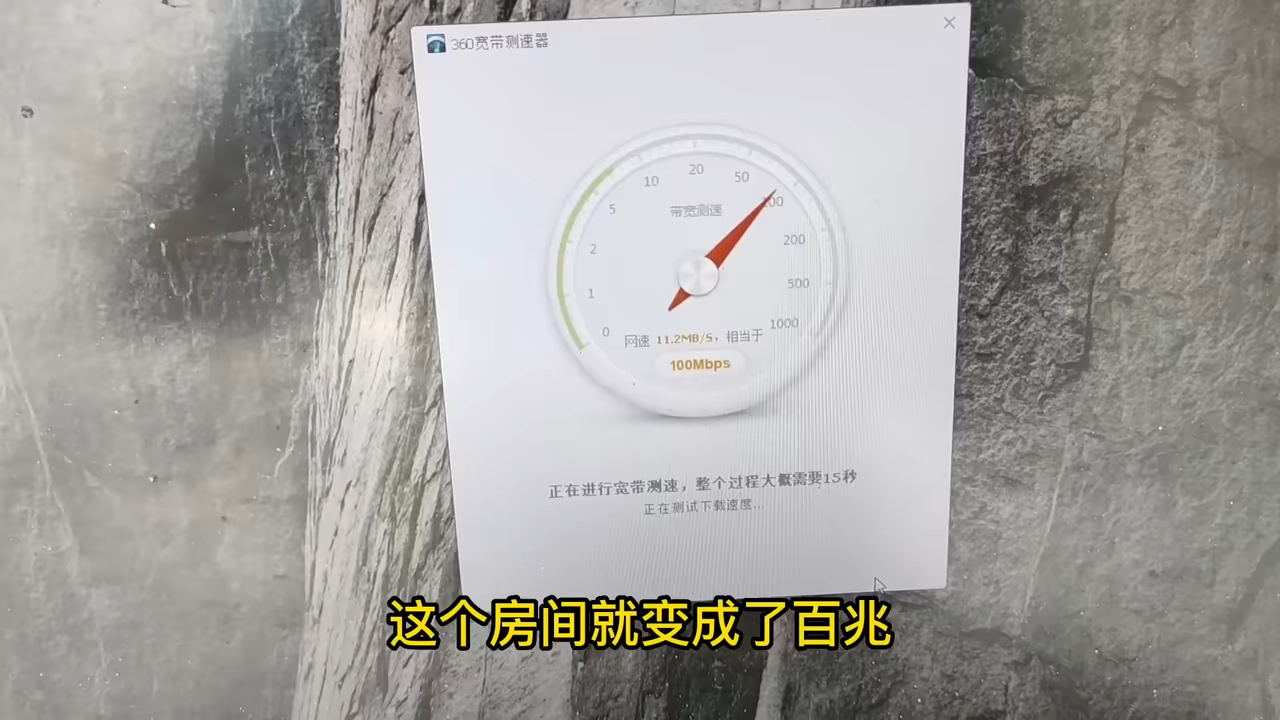 360宽带测速器
20
10
50
5
100
带宽测速
2
200
1
500
0
1000
网速 11.2MB/S，相当于
100Mbps
正在进行宽带测速，整个过程大概需要15秒
正在测试下载速度...
这个房间就变成了百兆